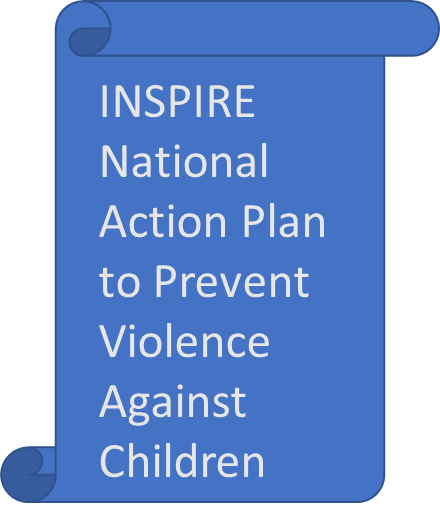 INSPIRE
National
Action Plan
to Prevent
Violence
Against
Children